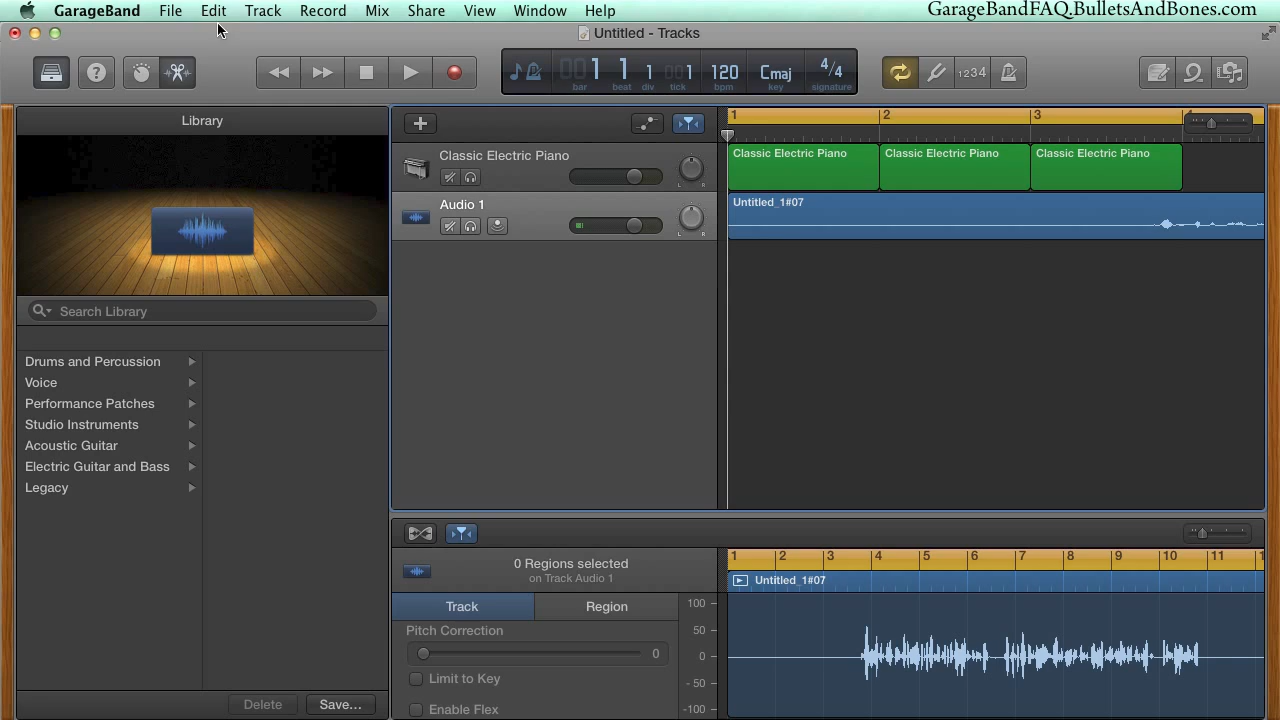 GarageBand File Edit Track Record Mix Share View Window Help GarageBandFAQ.BulletsAndBones.com
Untitled - Tracks
001 1 1 001 120 Cmaj 4/4 1234
bar beat div tick bpm key signature
Library
1 2 3 4
Classic Electric Piano
Classic Electric Piano Classic Electric Piano Classic Electric Piano
L R
Audio 1
Untitled_1#07
L R
Search Library
Drums and Percussion
Voice
Performance Patches
Studio Instruments
Acoustic Guitar
Electric Guitar and Bass
Legacy
Delete Save...
1 2 3 4 5 6 7 8 9 10 11 1
0 Regions selected
on Track Audio 1
Untitled_1#07
Track Region
Pitch Correction
0
Limit to Key
Enable Flex
100
50
0
- 50
-100